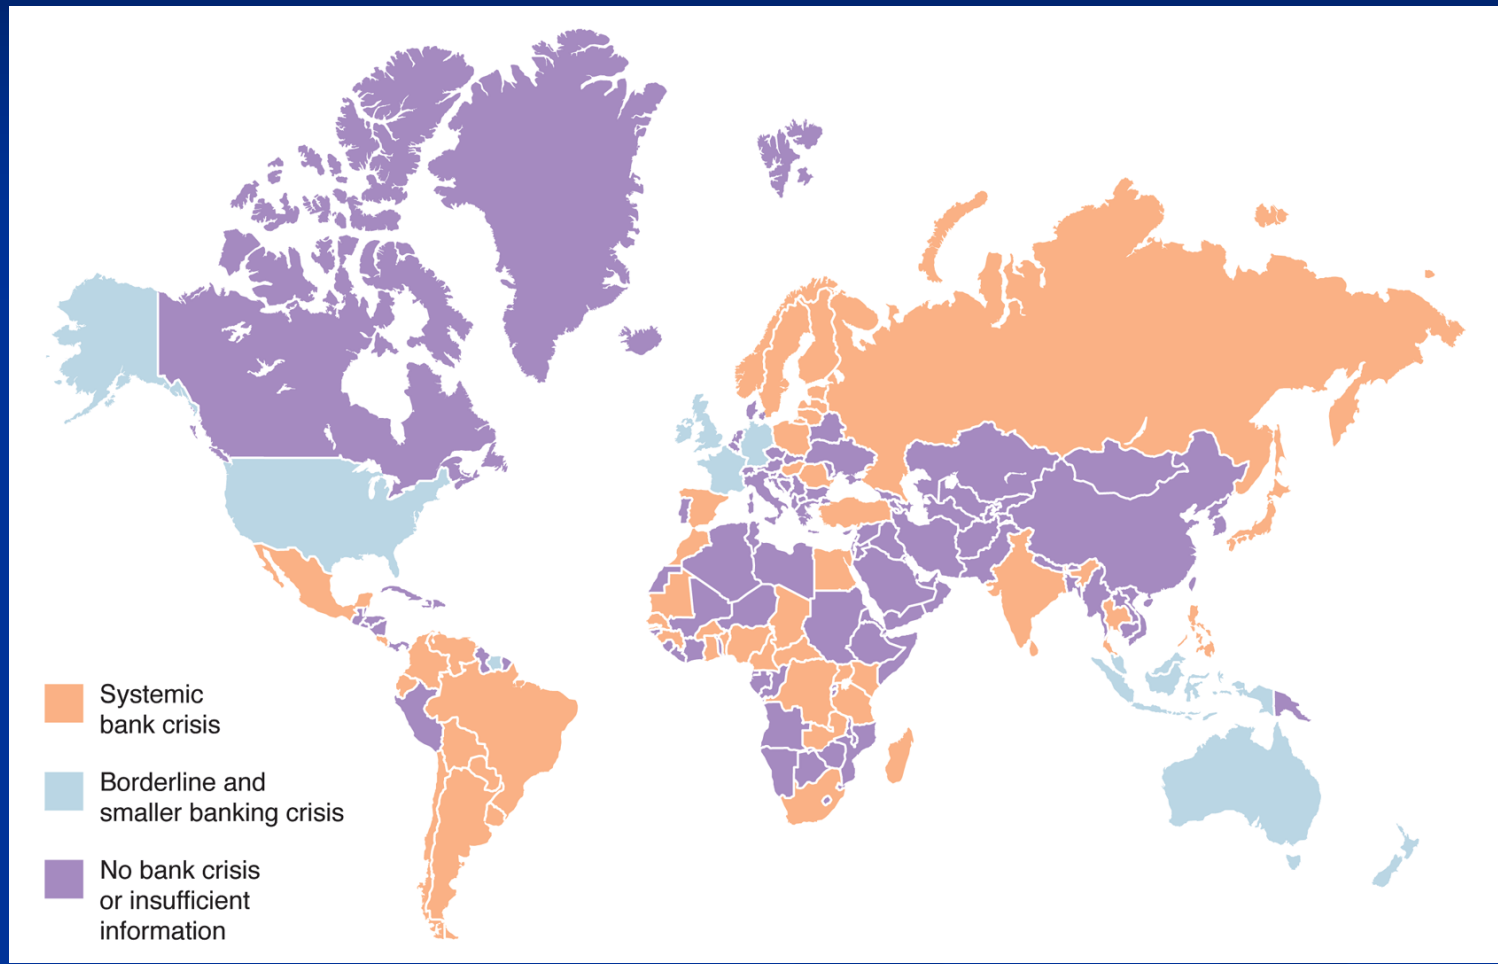 Systemic
bank crisis
Borderline and
smaller banking crisis
No bank crisis
or insufficient
information